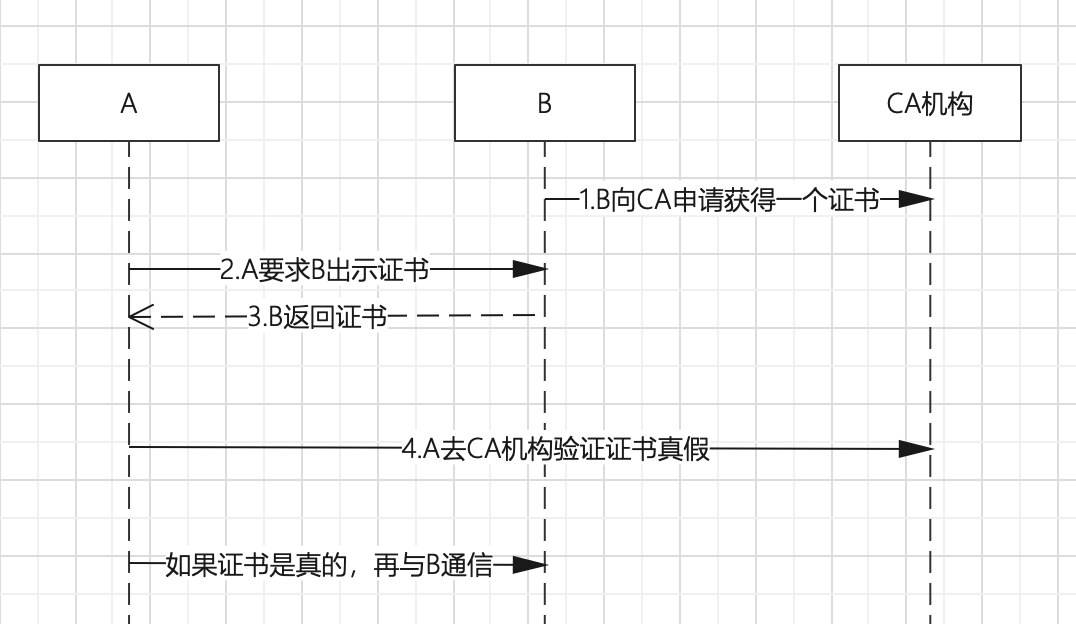 A
B
CA机构
1.B向CA申请获得一个证书
2.A要求B出示证书
3.B返回证书
4.A去CA机构验证证书真假
如果证书是真的，再与B通信